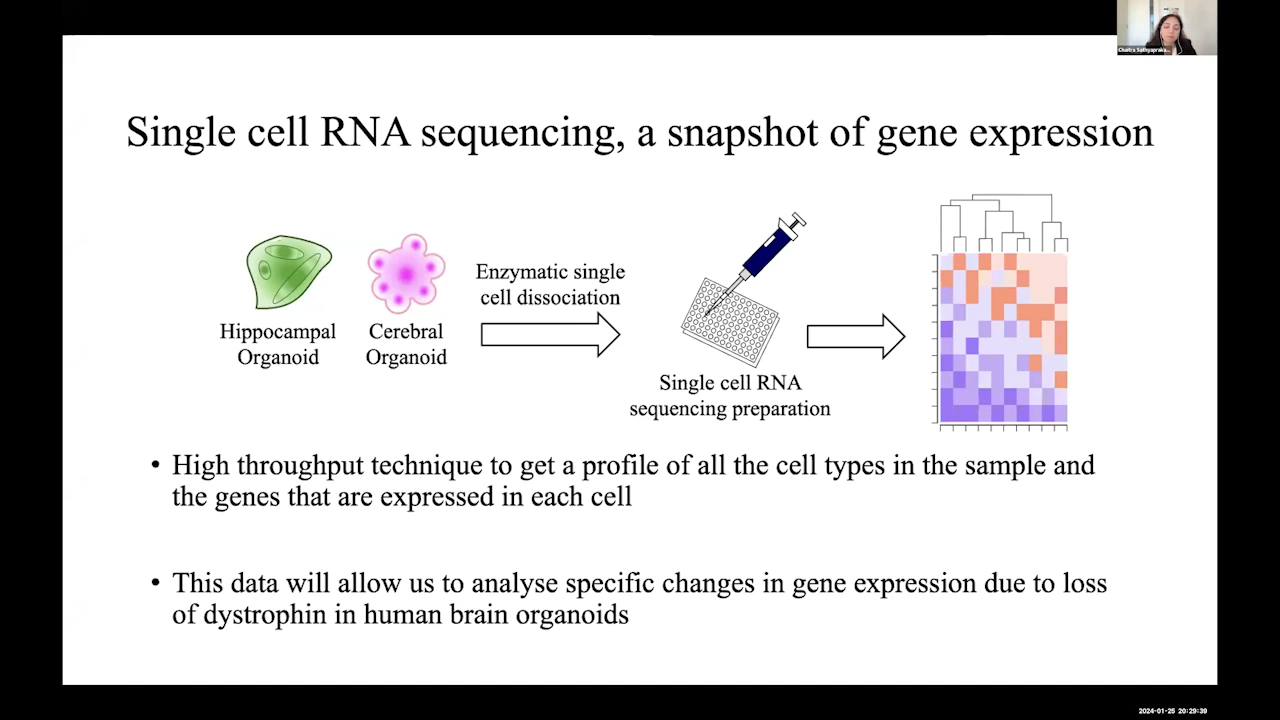 Chaitra Sathyapraka...
Single cell RNA sequencing, a snapshot of gene expression
Enzymatic single
cell dissociation
Hippocampal
Organoid
Cerebral
Organoid
Single cell RNA
sequencing preparation
• High throughput technique to get a profile of all the cell types in the sample and
the genes that are expressed in each cell
• This data will allow us to analyse specific changes in gene expression due to loss
of dystrophin in human brain organoids
2024-01-25 20:29:39